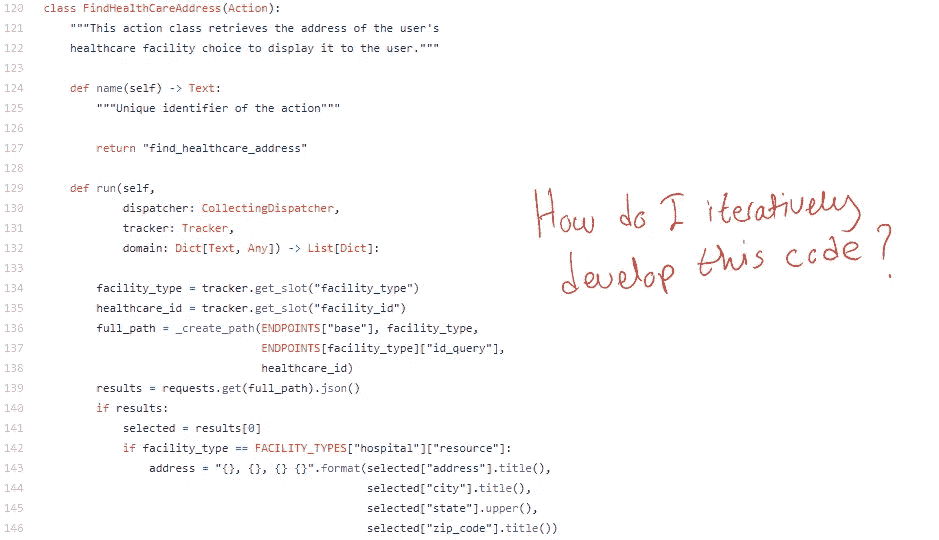 120 class FindHealthCareAddress(Action):
121 """This action class retrieves the address of the user's
122 healthcare facility choice to display it to the user."""
123
124 def name(self) -> Text:
125 """Unique identifier of the action"""
126
127 return "find_healthcare_address"
128
129 def run(self,
130 dispatcher: CollectingDispatcher,
131 tracker: Tracker,
132 domain: Dict[Text, Any]) -> List[Dict]:
133
134 facility_type = tracker.get_slot("facility_type")
135 healthcare_id = tracker.get_slot("facility_id")
136 full_path = _create_path(ENDPOINTS["base"], facility_type,
137 ENDPOINTS[facility_type]["id_query"],
138 healthcare_id)
139 results = requests.get(full_path).json()
140 if results:
141 selected = results[0]
142 if facility_type == FACILITY_TYPES["hospital"]["resource"]:
143 address = "{}, {}, {} {}".format(selected["address"].title(),
144 selected["city"].title(),
145 selected["state"].upper(),
146 selected["zip_code"].title())
How do I iteratively
develop this code?